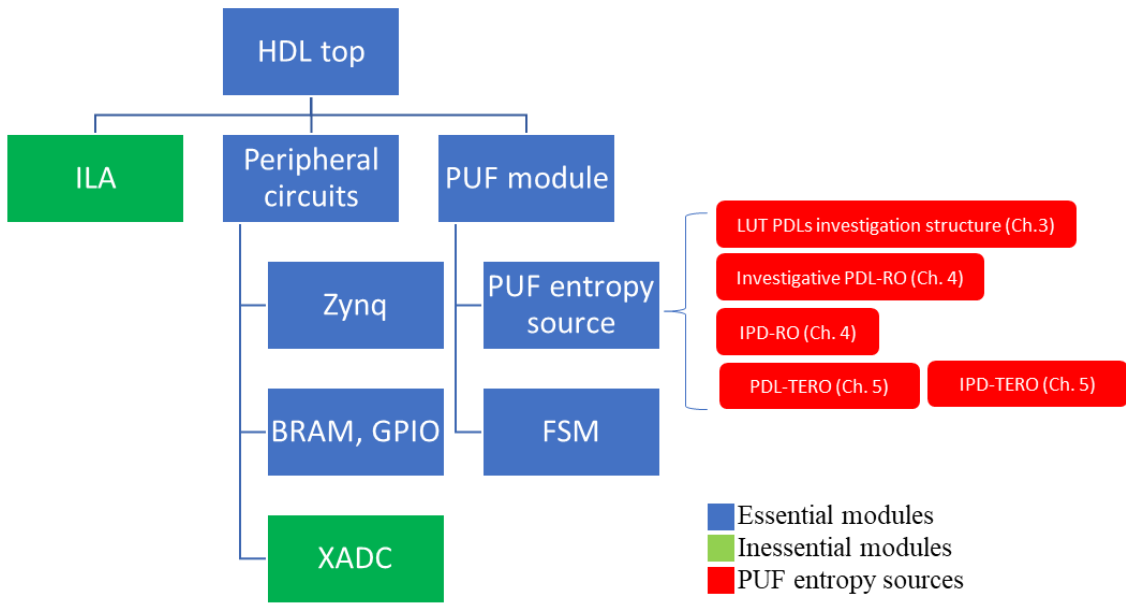 HDL top
ILA
Peripheral
circuits
PUF module
Zynq
PUF entropy
source
BRAM, GPIO
FSM
XADC
LUT PDLs investigation structure (Ch.3)
Investigative PDL-RO (Ch. 4)
IPD-RO (Ch. 4)
PDL-TERO (Ch. 5)
IPD-TERO (Ch. 5)
Essential modules
Inessential modules
PUF entropy sources